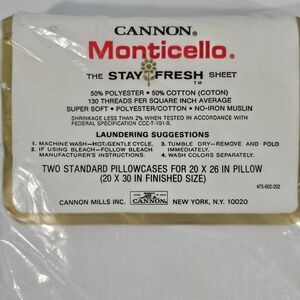 CANNON®
Monticello®
THE STAY FRESH™ SHEET
50% POLYESTER • 50% COTTON (COTON)
130 THREADS PER SQUARE INCH AVERAGE
SUPER SOFT • POLYESTER/COTTON • NO-IRON MUSLIN
SHRINKAGE LESS THAN 2% WHEN TESTED IN ACCORDANCE WITH
FEDERAL SPECIFICATION CCC-T-191-B.
LAUNDERING SUGGESTIONS
1. MACHINE WASH—HOT/GENTLE CYCLE.
2. IF USING BLEACH—FOLLOW BLEACH
MANUFACTURER'S INSTRUCTIONS.
3. TUMBLE DRY—REMOVE AND FOLD
IMMEDIATELY.
4. WASH COLORS SEPARATELY.
TWO STANDARD PILLOWCASES FOR 20 X 26 IN PILLOW
(20 X 30 IN FINISHED SIZE)
#75-602-202
CANNON MILLS INC.
CANNON
NEW YORK, N.Y. 10020